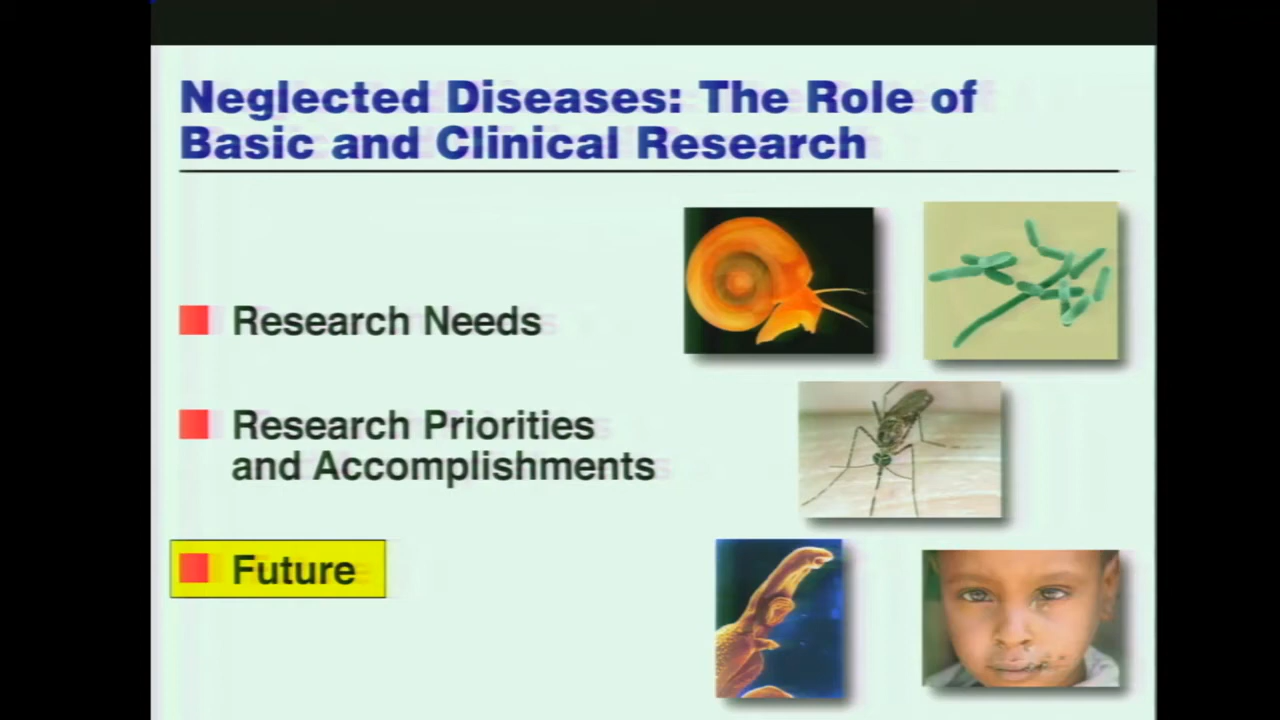 Neglected Diseases: The Role of
Basic and Clinical Research
Research Needs
Research Priorities
and Accomplishments
Future